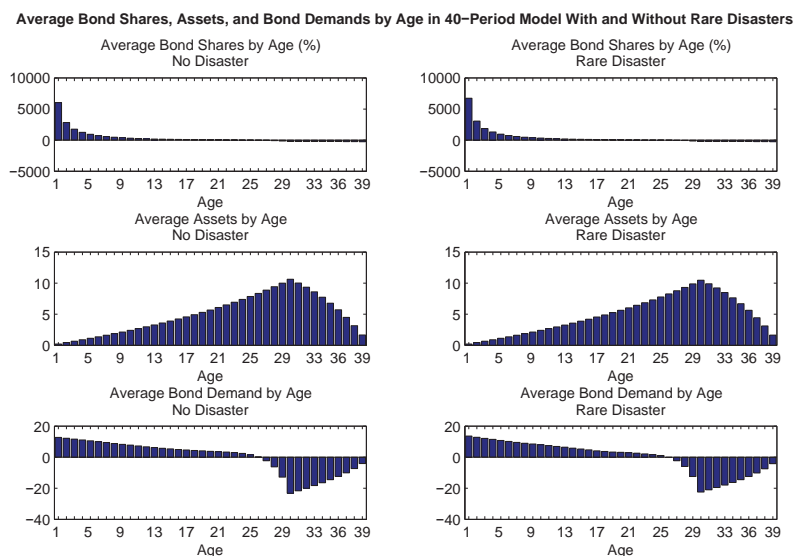 Average Bond Shares, Assets, and Bond Demands by Age in 40−Period Model With and Without Rare Disasters
Average Bond Shares by Age (%)
No Disaster
10000
5000
0
−5000
1 5 9 13 17 21 25 29 33 36 39
Age
Average Bond Shares by Age (%)
Rare Disaster
10000
5000
0
−5000
1 5 9 13 17 21 25 29 33 36 39
Age
Average Assets by Age
No Disaster
15
10
5
0
1 5 9 13 17 21 25 29 33 36 39
Age
Average Assets by Age
Rare Disaster
15
10
5
0
1 5 9 13 17 21 25 29 33 36 39
Age
Average Bond Demand by Age
No Disaster
20
0
−20
−40
1 5 9 13 17 21 25 29 33 36 39
Age
Average Bond Demand by Age
Rare Disaster
20
0
−20
−40
1 5 9 13 17 21 25 29 33 36 39
Age